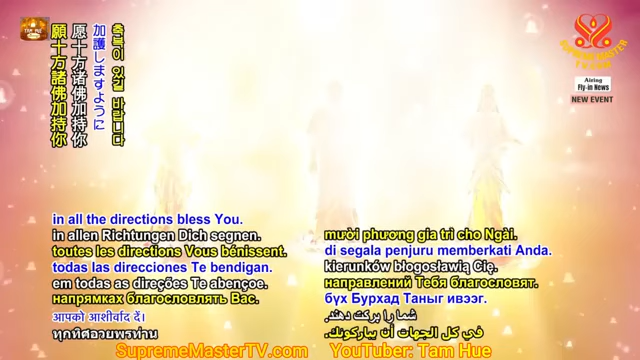 願十方諸佛加持你
愿十方诸佛加持你
加護しますように
축복이 있길 바랍니다
SUPREME MASTER
Airing
Fly-in News
NEW EVENT
in all the directions bless You.
in allen Richtungen Dich segnen.
toutes les directions Vous bénissent.
todas las direcciones Te bendigan.
em todas as direções Te abençoe.
напрямках благословлять Вас.
आपको आशीर्वाद दें।
ทุกทิศอวยพรท่าน
mười phương gia trì cho Ngài.
di segala penjuru memberkati Anda.
kierunków błogosławią Cię.
направлений Тебя благословят.
бүх Бурхад Таныг ивээг.
شما را برکت دهند.
في كل الجهات أن يباركونك.
SupremeMasterTV.com
YouTuber: Tam Hue